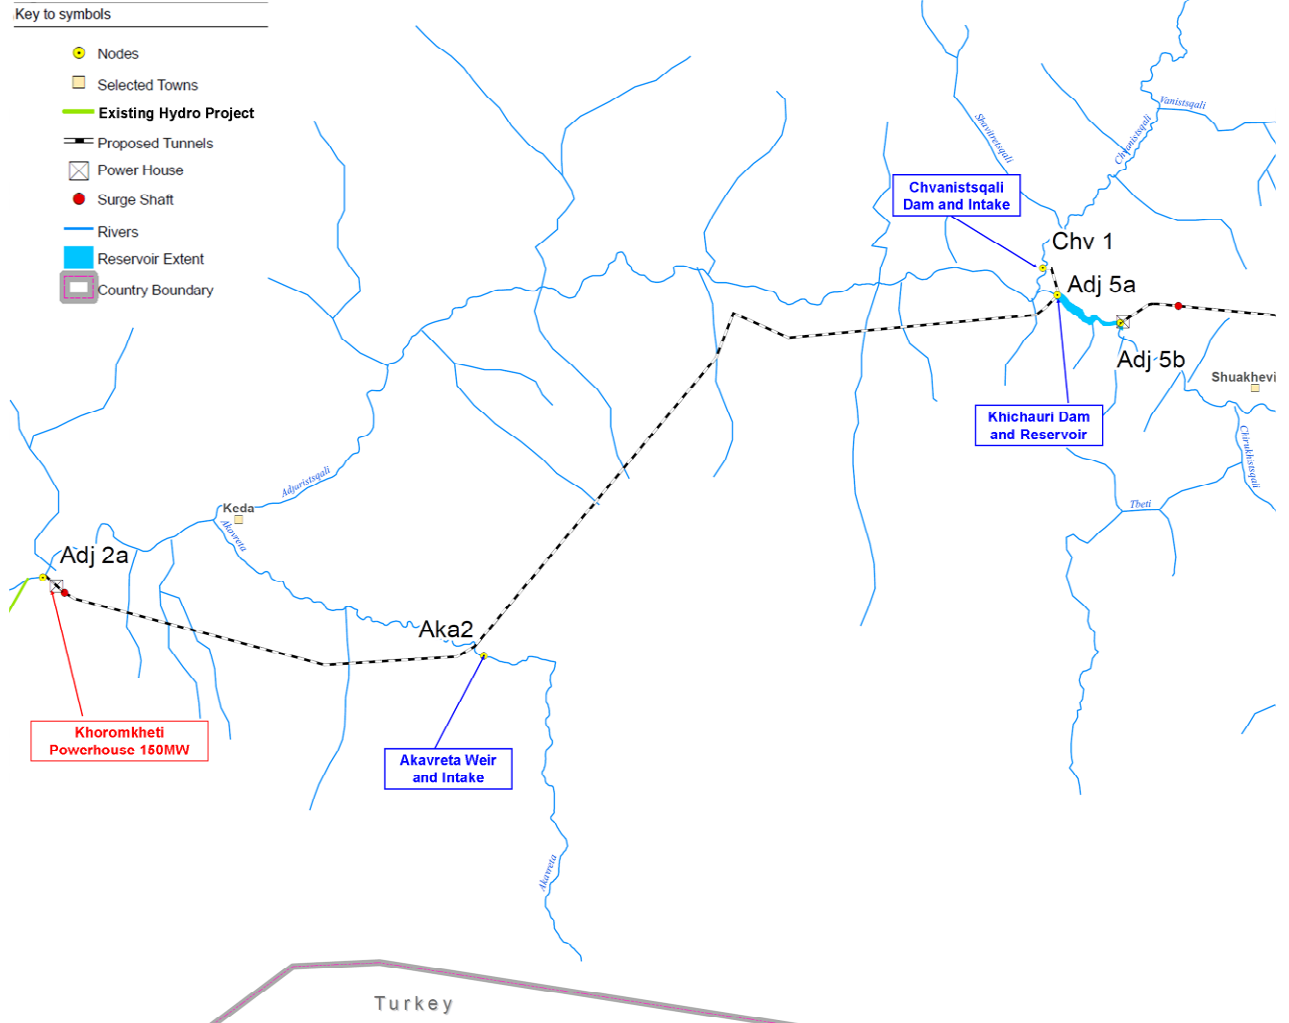 Key to symbols
Nodes
Selected Towns
Existing Hydro Project
Proposed Tunnels
Power House
Surge Shaft
Rivers
Reservoir Extent
Country Boundary
Vanistsqali
Shavitretsqali
Chvanistsqali
Chvanistsqali
Dam and Intake
Chv 1
Adj 5a
Adj 5b
Shuakhevi
Khichauri Dam
and Reservoir
Chirukhistsqali
Tbeti
Adjaristsqali
Keda
Akavreta
Adj 2a
Aka2
Khoromkheti
Powerhouse 150MW
Akavreta Weir
and Intake
Akavreta
Turkey